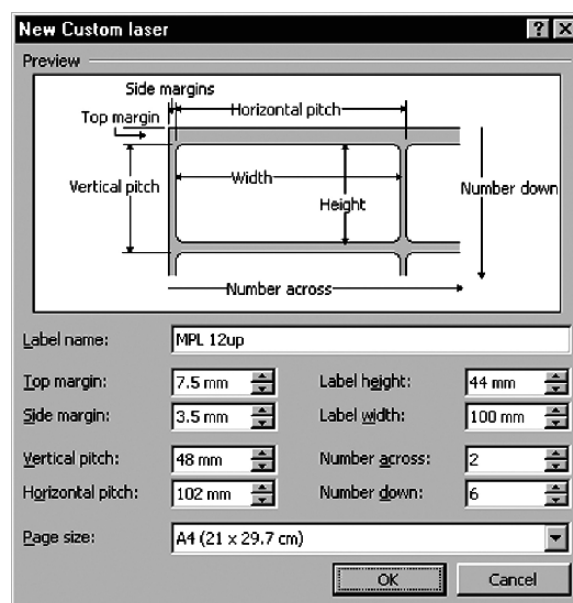 New Custom laser
Preview
Side margins
Horizontal pitch
Top margin
Vertical pitch
Width
Number down
Height
Number across
Label name: MPL 12up
Top margin: 7.5 mm Label height: 44 mm
Side margin: 3.5 mm Label width: 100 mm
Vertical pitch: 48 mm Number across: 2
Horizontal pitch: 102 mm Number down: 6
Page size: A4 (21 x 29.7 cm)
OK Cancel